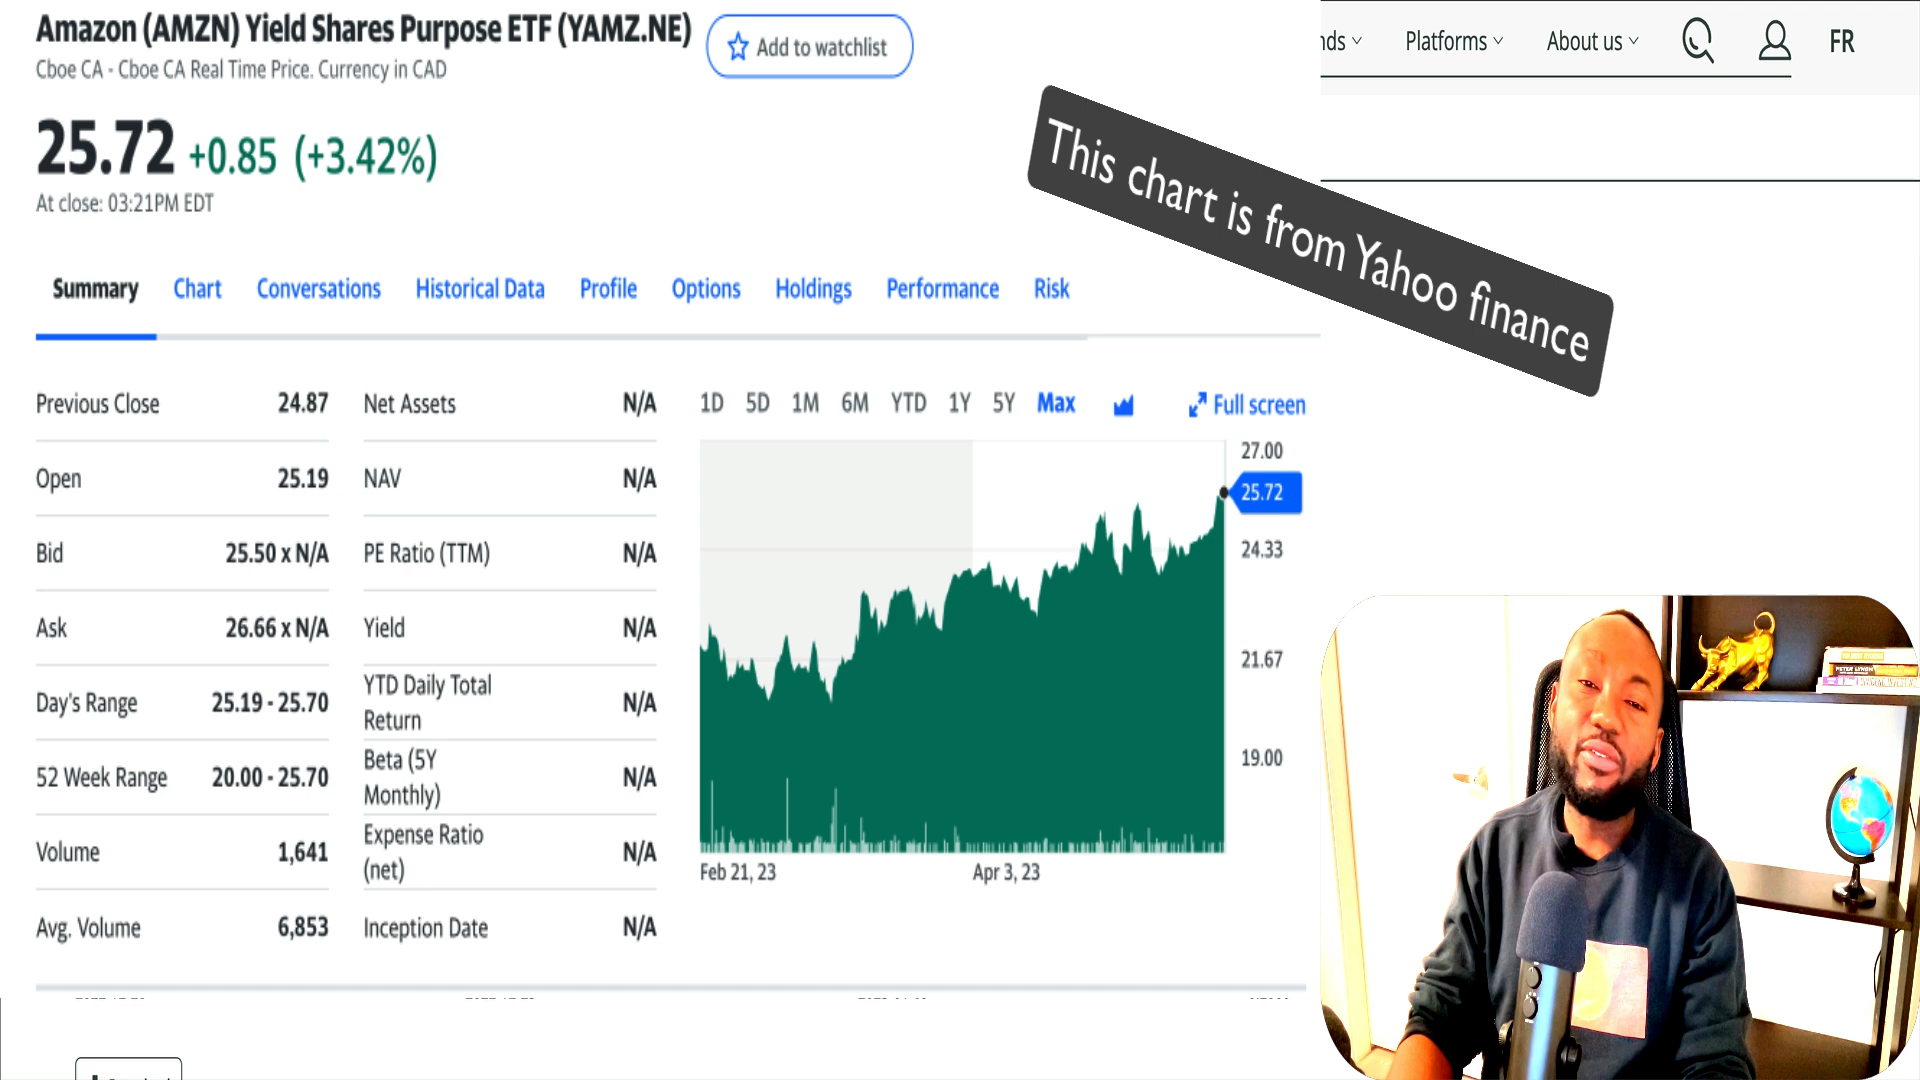 Amazon (AMZN) Yield Shares Purpose ETF (YAMZ.NE)
Add to watchlist
Cboe CA - Cboe CA Real Time Price. Currency in CAD
Platforms
About us
FR
25.72 +0.85 (+3.42%)
At close: 03:21PM EDT
This chart is from Yahoo finance
Summary Chart Conversations Historical Data Profile Options Holdings Performance Risk
Previous Close 24.87
Open 25.19
Bid 25.50 x N/A
Ask 26.66 x N/A
Day's Range 25.19 - 25.70
52 Week Range 20.00 - 25.70
Volume 1,641
Avg. Volume 6,853
Net Assets N/A
NAV N/A
PE Ratio (TTM) N/A
Yield N/A
YTD Daily Total
Return N/A
Beta (5Y
Monthly) N/A
Expense Ratio
(net) N/A
Inception Date N/A
1D 5D 1M 6M YTD 1Y 5Y Max Full screen
27.00
25.72
24.33
21.67
19.00
Feb 21, 23 Apr 3, 23
PETER LYNCH